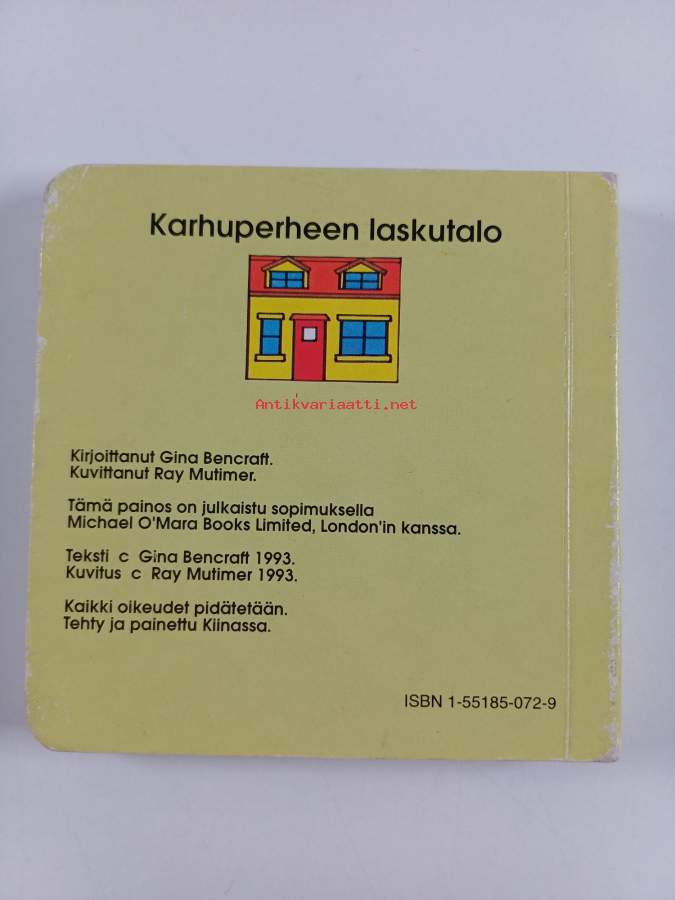 Karhuperheen laskutalo
Antikvariaatti.net
Kirjoittanut Gina Bencraft.
Kuvittanut Ray Mutimer.
Tämä painos on julkaistu sopimuksella
Michael O'Mara Books Limited, London'in kanssa.
Teksti c Gina Bencraft 1993.
Kuvitus c Ray Mutimer 1993.
Kaikki oikeudet pidätetään.
Tehty ja painettu Kiinassa.
ISBN 1-55185-072-9